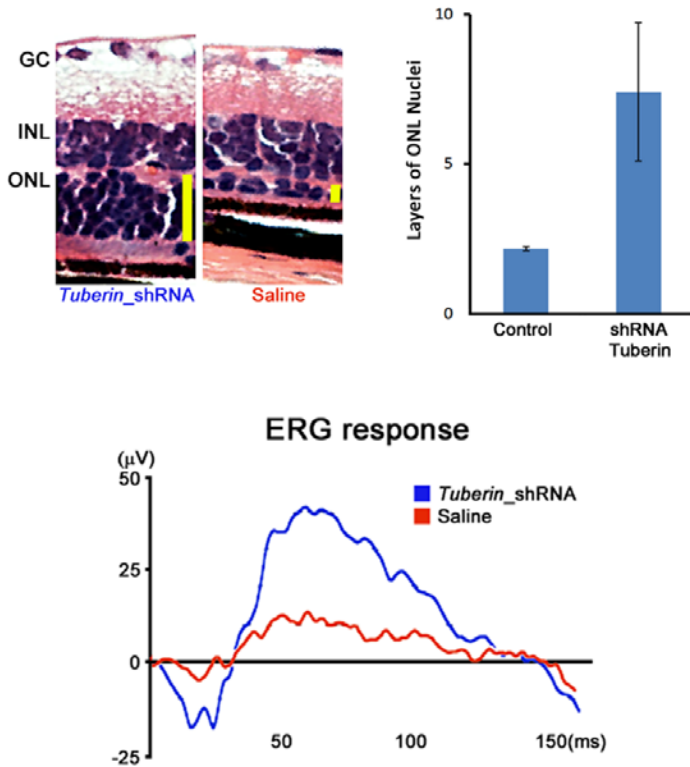 GC
INL
ONL
Tuberin_shRNA
Saline
Layers of ONL Nuclei
10
5
0
Control
shRNA
Tuberin
ERG response
(μV)
50
25
0
-25
Tuberin_shRNA
Saline
50
100
150(ms)